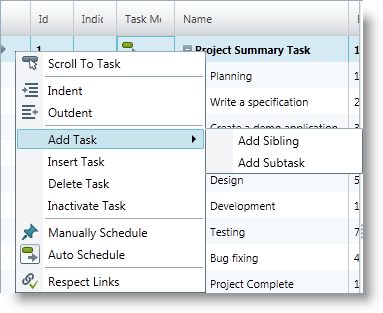 Id Indic Task Mo Name
1 Project Summary Task 1
Scroll To Task
Planning 1
Indent
Write a specification 2
Outdent
Create a demo application
Add Task
Add Sibling
Insert Task
Add Subtask
Delete Task
Design 5
Inactivate Task
Development 1
Manually Schedule
Testing 7
Auto Schedule
Bug fixing 4
Respect Links
Project Complete 1